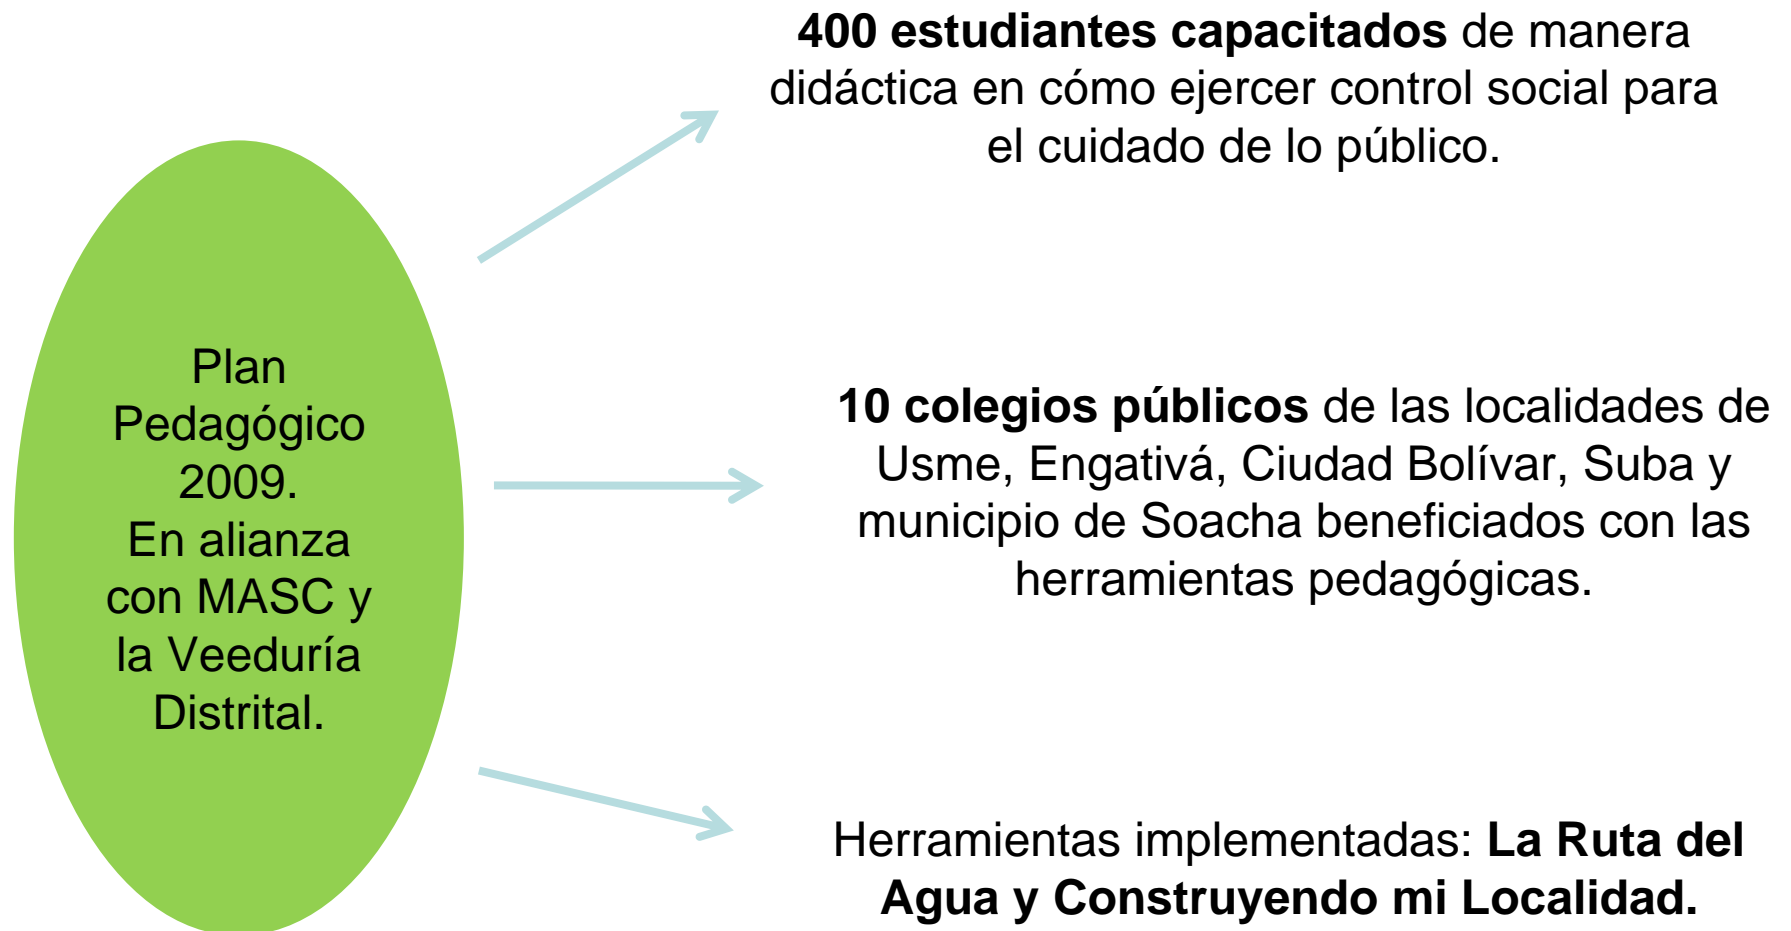 Plan
Pedagógico
2009.
En alianza
con MASC y
la Veeduría
Distrital.
400 estudiantes capacitados de manera
didáctica en cómo ejercer control social para
el cuidado de lo público.
10 colegios públicos de las localidades de
Usme, Engativá, Ciudad Bolívar, Suba y
municipio de Soacha beneficiados con las
herramientas pedagógicas.
Herramientas implementadas: La Ruta del
Agua y Construyendo mi Localidad.